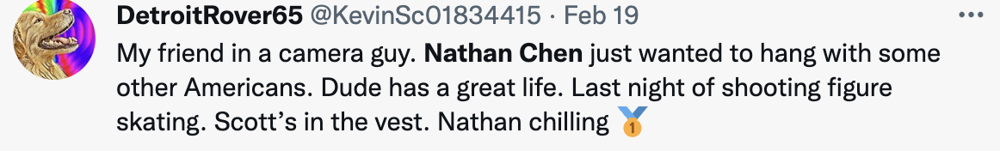 DetroitRover65 @KevinSc01834415 · Feb 19
My friend in a camera guy. Nathan Chen just wanted to hang with some
other Americans. Dude has a great life. Last night of shooting figure
skating. Scott’s in the vest. Nathan chilling 🥇